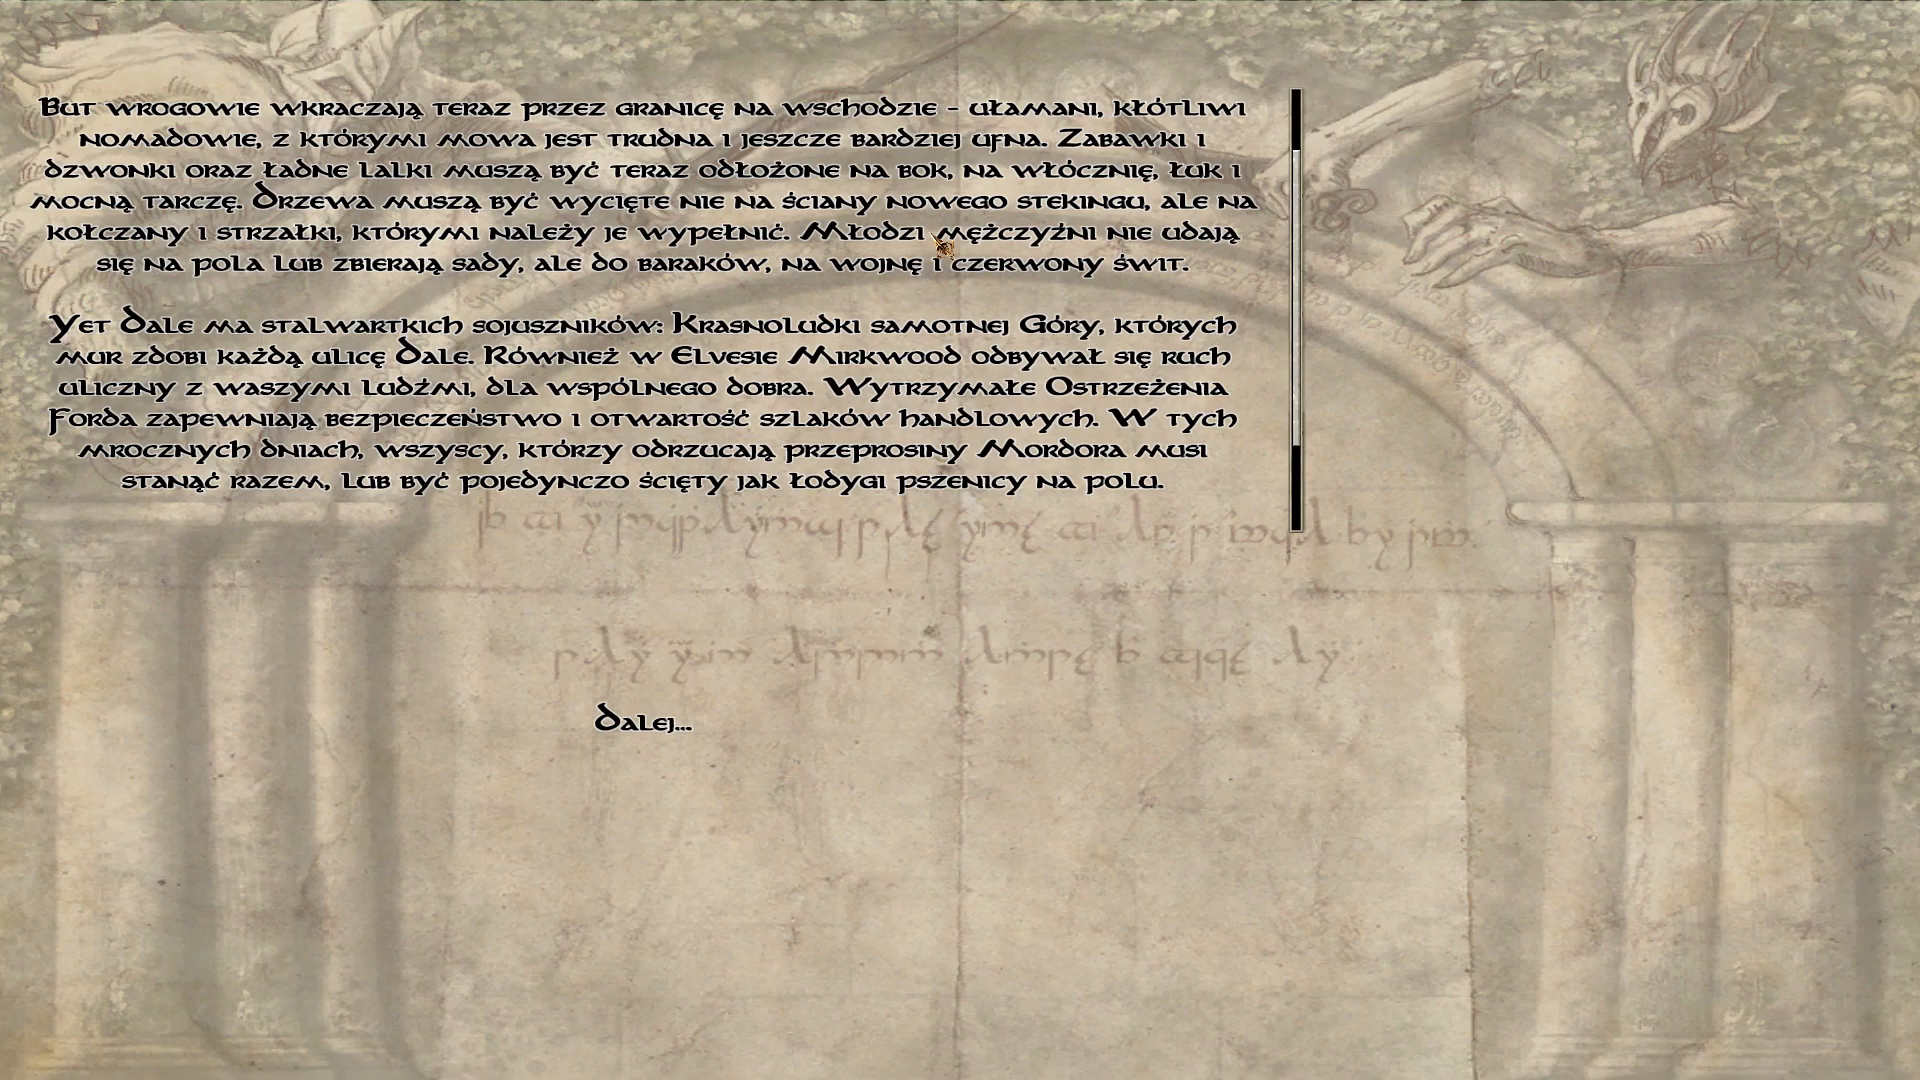 But wrogowie wkraczają teraz przez granicę na wschodzie - ułamani, kłótliwi
nomadowie, z którymi mowa jest trudna i jeszcze bardziej ufna. Zabawki i
dzwonki oraz ładne lalki muszą być teraz odłożone na bok, na włócznię, łuk i
mocną tarczę. Drzewa muszą być wycięte nie na ściany nowego stekingu, ale na
kołczany i strzałki, którymi należy je wypełnić. Młodzi mężczyźni nie udają
się na pola lub zbierają sady, ale do baraków, na wojnę i czerwony świt.
Yet Dale ma stalwartkich sojuszników: Krasnoludki samotnej Góry, których
mur zdobi każdą ulicę Dale. Również w Elvesie Mirkwood odbywał się ruch
uliczny z waszymi ludźmi, dla wspólnego dobra. Wytrzymałe Ostrzeżenia
Forda zapewniają bezpieczeństwo i otwartość szlaków handlowych. W tych
mrocznych dniach, wszyscy, którzy odrzucają przeprosiny Mordora musi
stanąć razem, lub być pojedynczo ścięty jak łodygi pszenicy na polu.
Dalej...